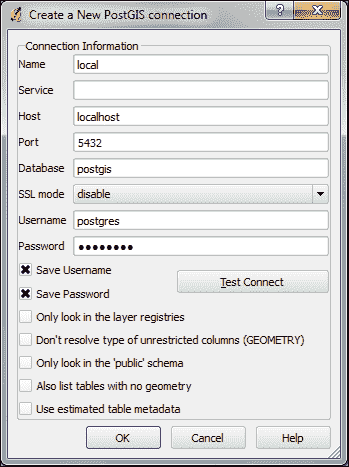 Create a New PostGIS connection
Connection Information
Name local
Service
Host localhost
Port 5432
Database postgis
SSL mode disable
Username postgres
Password ●●●●●●●●
Save Username
Test Connect
Save Password
Only look in the layer registries
Don't resolve type of unrestricted columns (GEOMETRY)
Only look in the 'public' schema
Also list tables with no geometry
Use estimated table metadata
OK Cancel Help